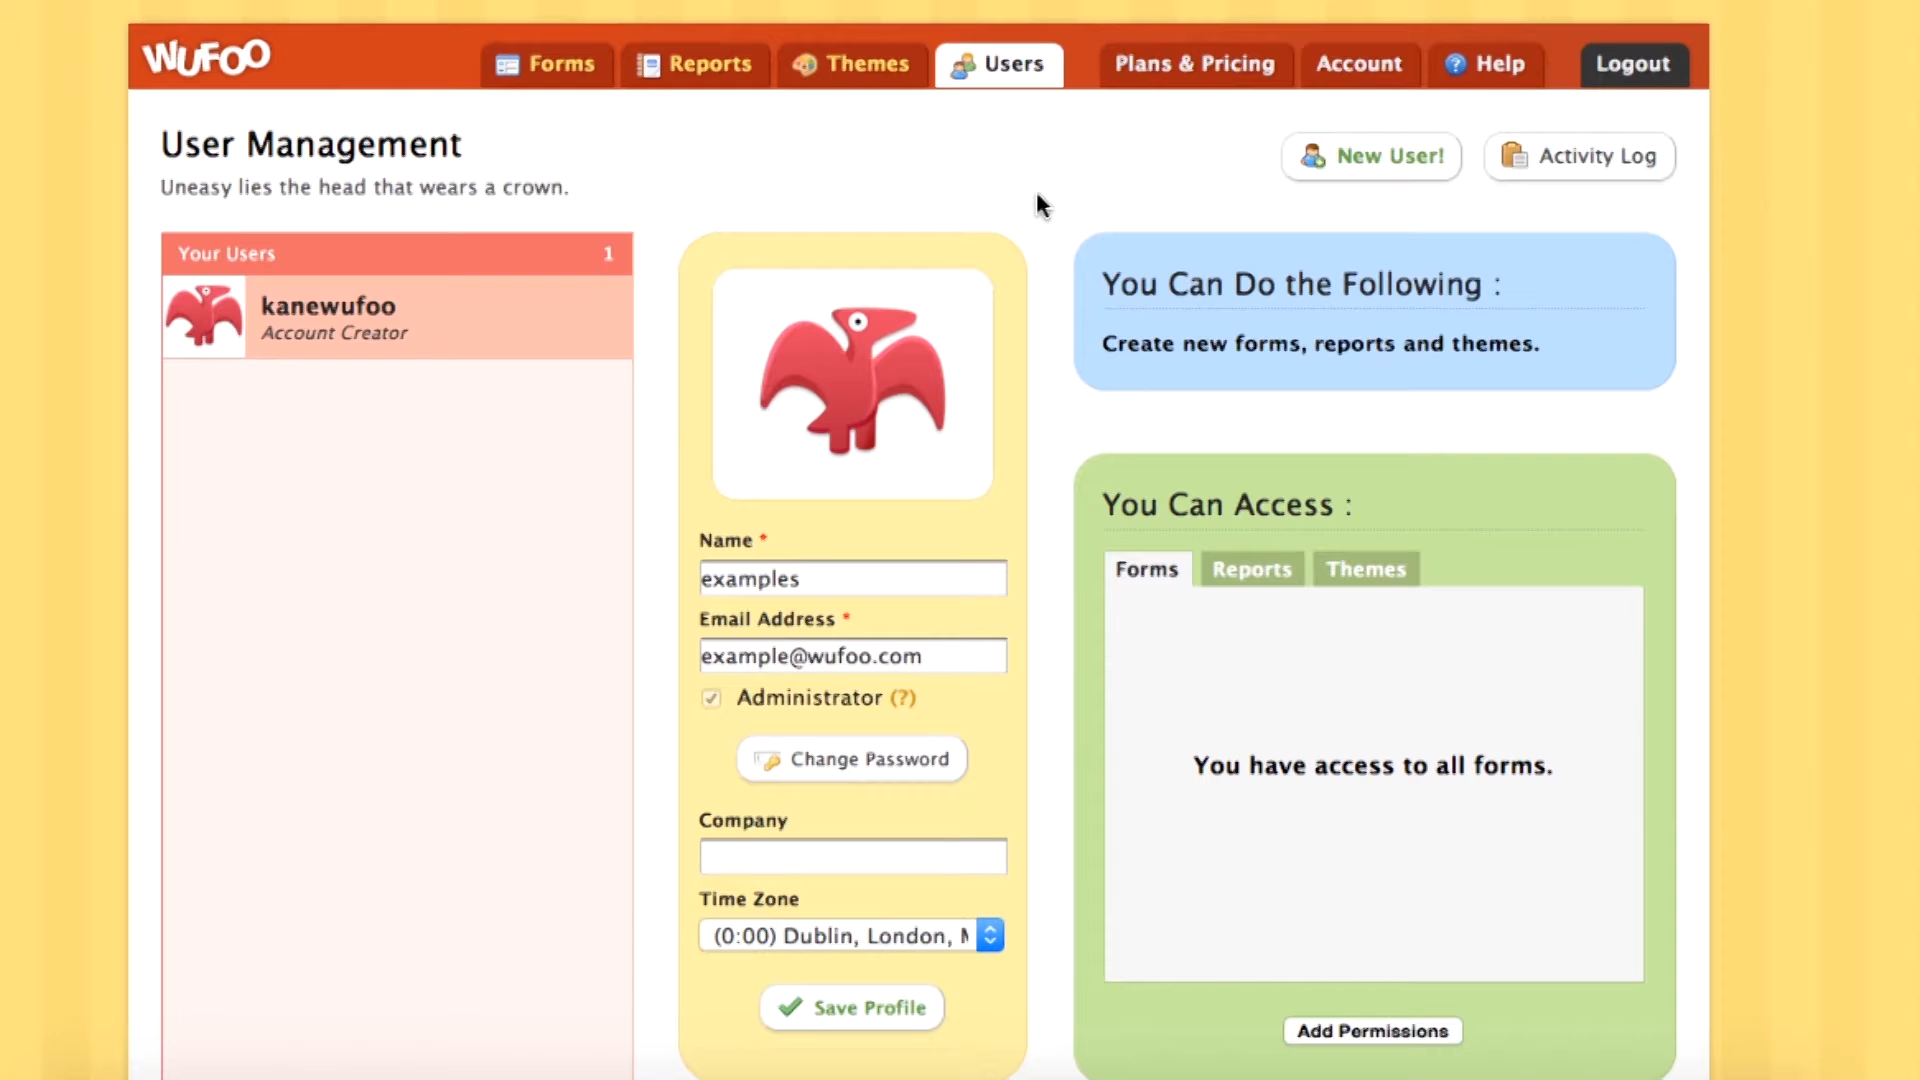 WUFOO
Forms
Reports
Themes
Users
Plans & Pricing
Account
Help
Logout
User Management
Uneasy lies the head that wears a crown.
New User!
Activity Log
Your Users 1
kanewufoo
Account Creator
Name *
examples
Email Address *
example@wufoo.com
Administrator (?)
Change Password
Company
Time Zone
(0:00) Dublin, London,
Save Profile
You Can Do the Following :
Create new forms, reports and themes.
You Can Access :
Forms
Reports
Themes
You have access to all forms.
Add Permissions